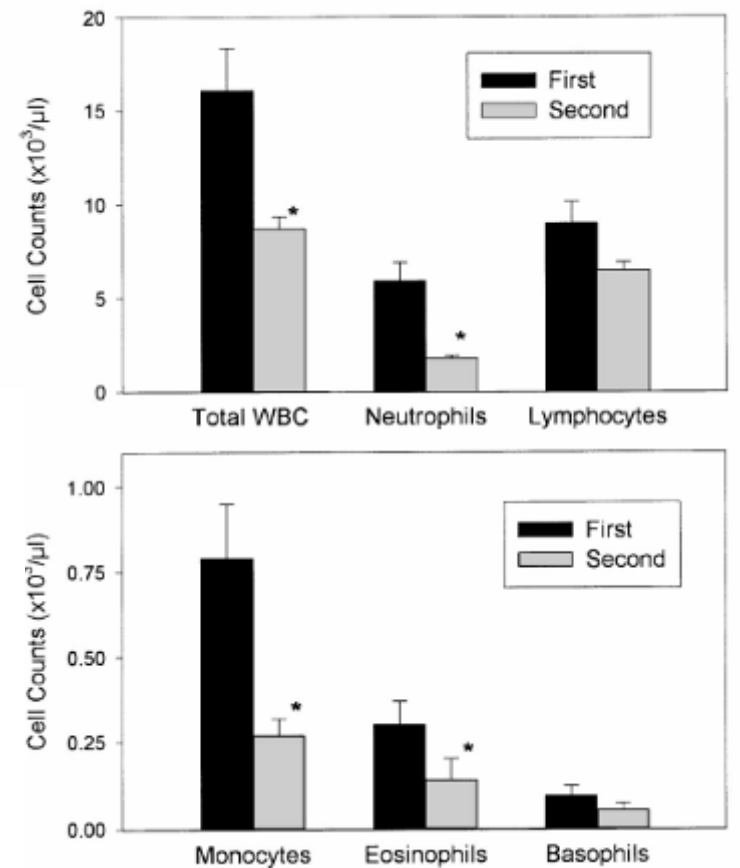 20
15
10
5
0
Cell Counts (x10³/µl)
First
Second
*
*
Total WBC Neutrophils Lymphocytes
1.00
0.75
0.50
0.25
0.00
Cell Counts (x10³/µl)
First
Second
*
*
Monocytes Eosinophils Basophils